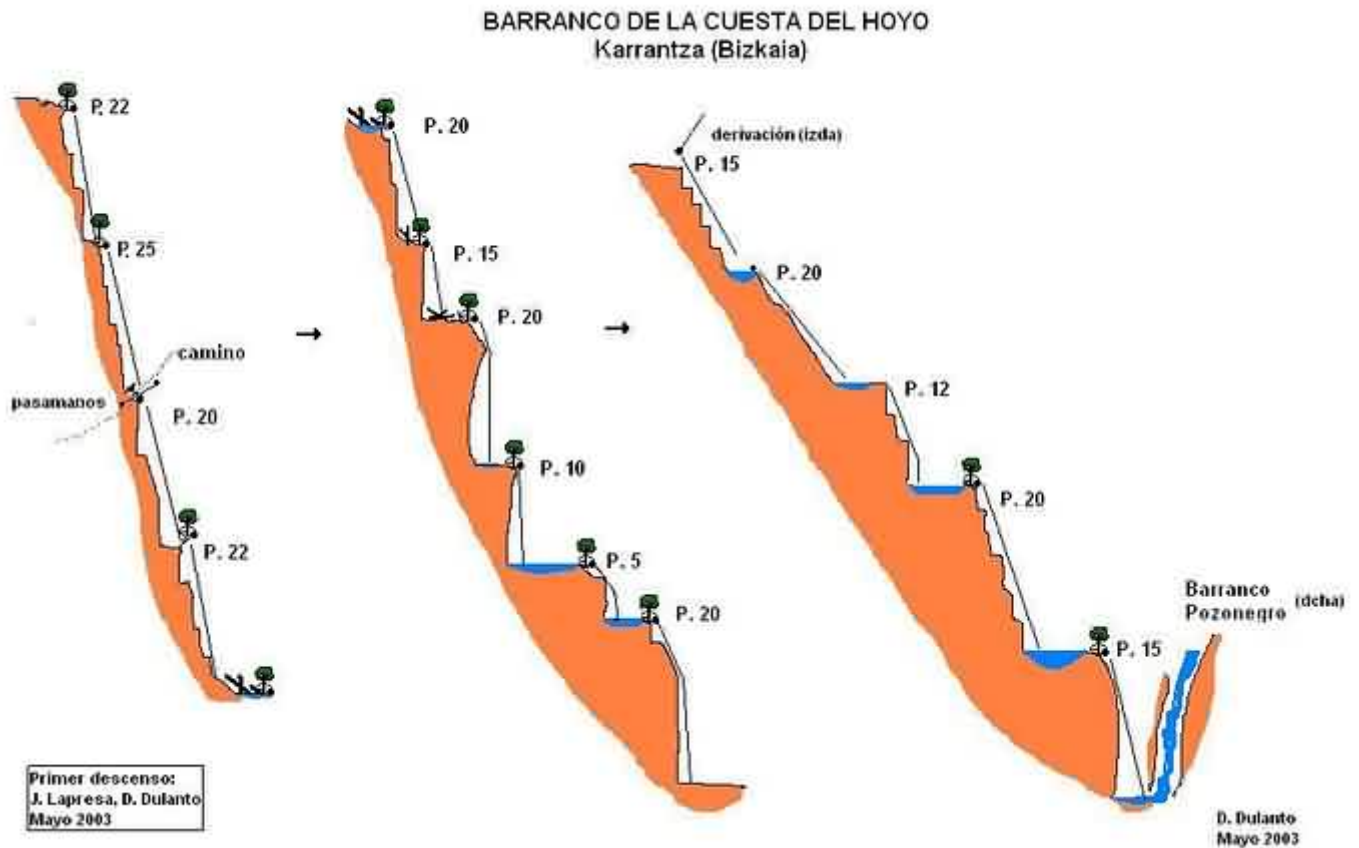 BARRANCO DE LA CUESTA DEL HOYO
Karrantza (Bizkaia)
P. 22
P. 25
camino
pasamanos
P. 20
P. 22
Primer descenso:
J. Lapresa, D. Dulanto
Mayo 2003
P. 20
P. 15
P. 20
P. 10
P. 5
P. 20
derivación (izda)
P. 15
P. 20
P. 12
P. 20
P. 15
Barranco
Pozonegro (dcha)
D. Dulanto
Mayo 2003